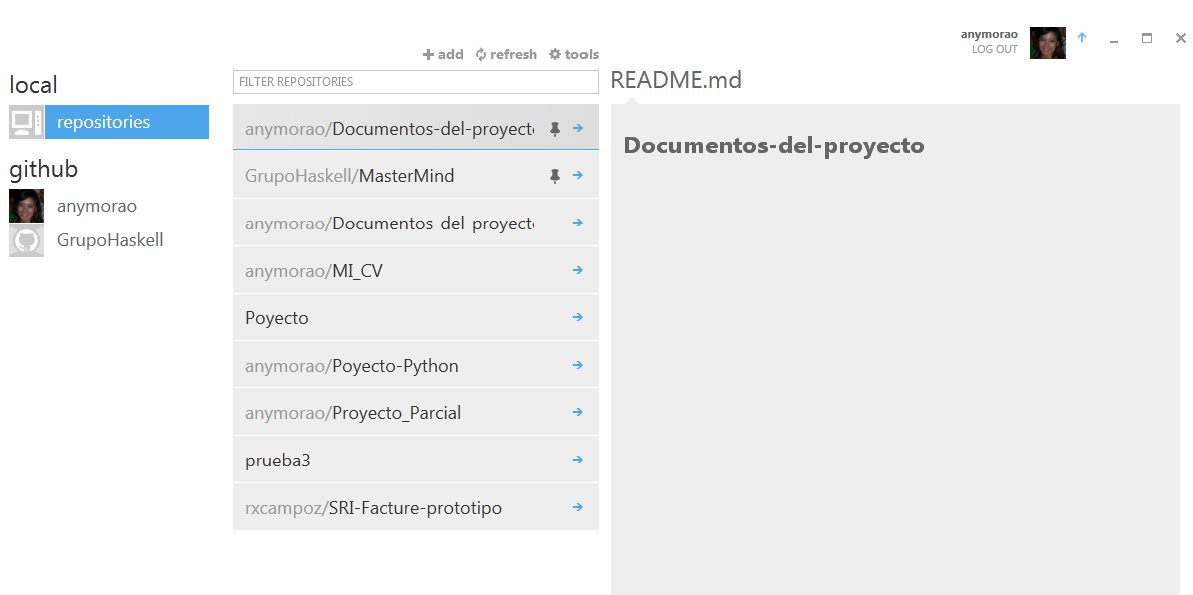 anymorao
LOG OUT
add refresh tools
local
repositories
github
anymorao
GrupoHaskell
FILTER REPOSITORIES
anymorao/Documentos-del-proyecto
GrupoHaskell/MasterMind
anymorao/Documentos del proyecto
anymorao/MI_CV
Poyecto
anymorao/Poyecto-Python
anymorao/Proyecto_Parcial
prueba3
rxcampoz/SRI-Facture-prototipo
README.md
Documentos-del-proyecto